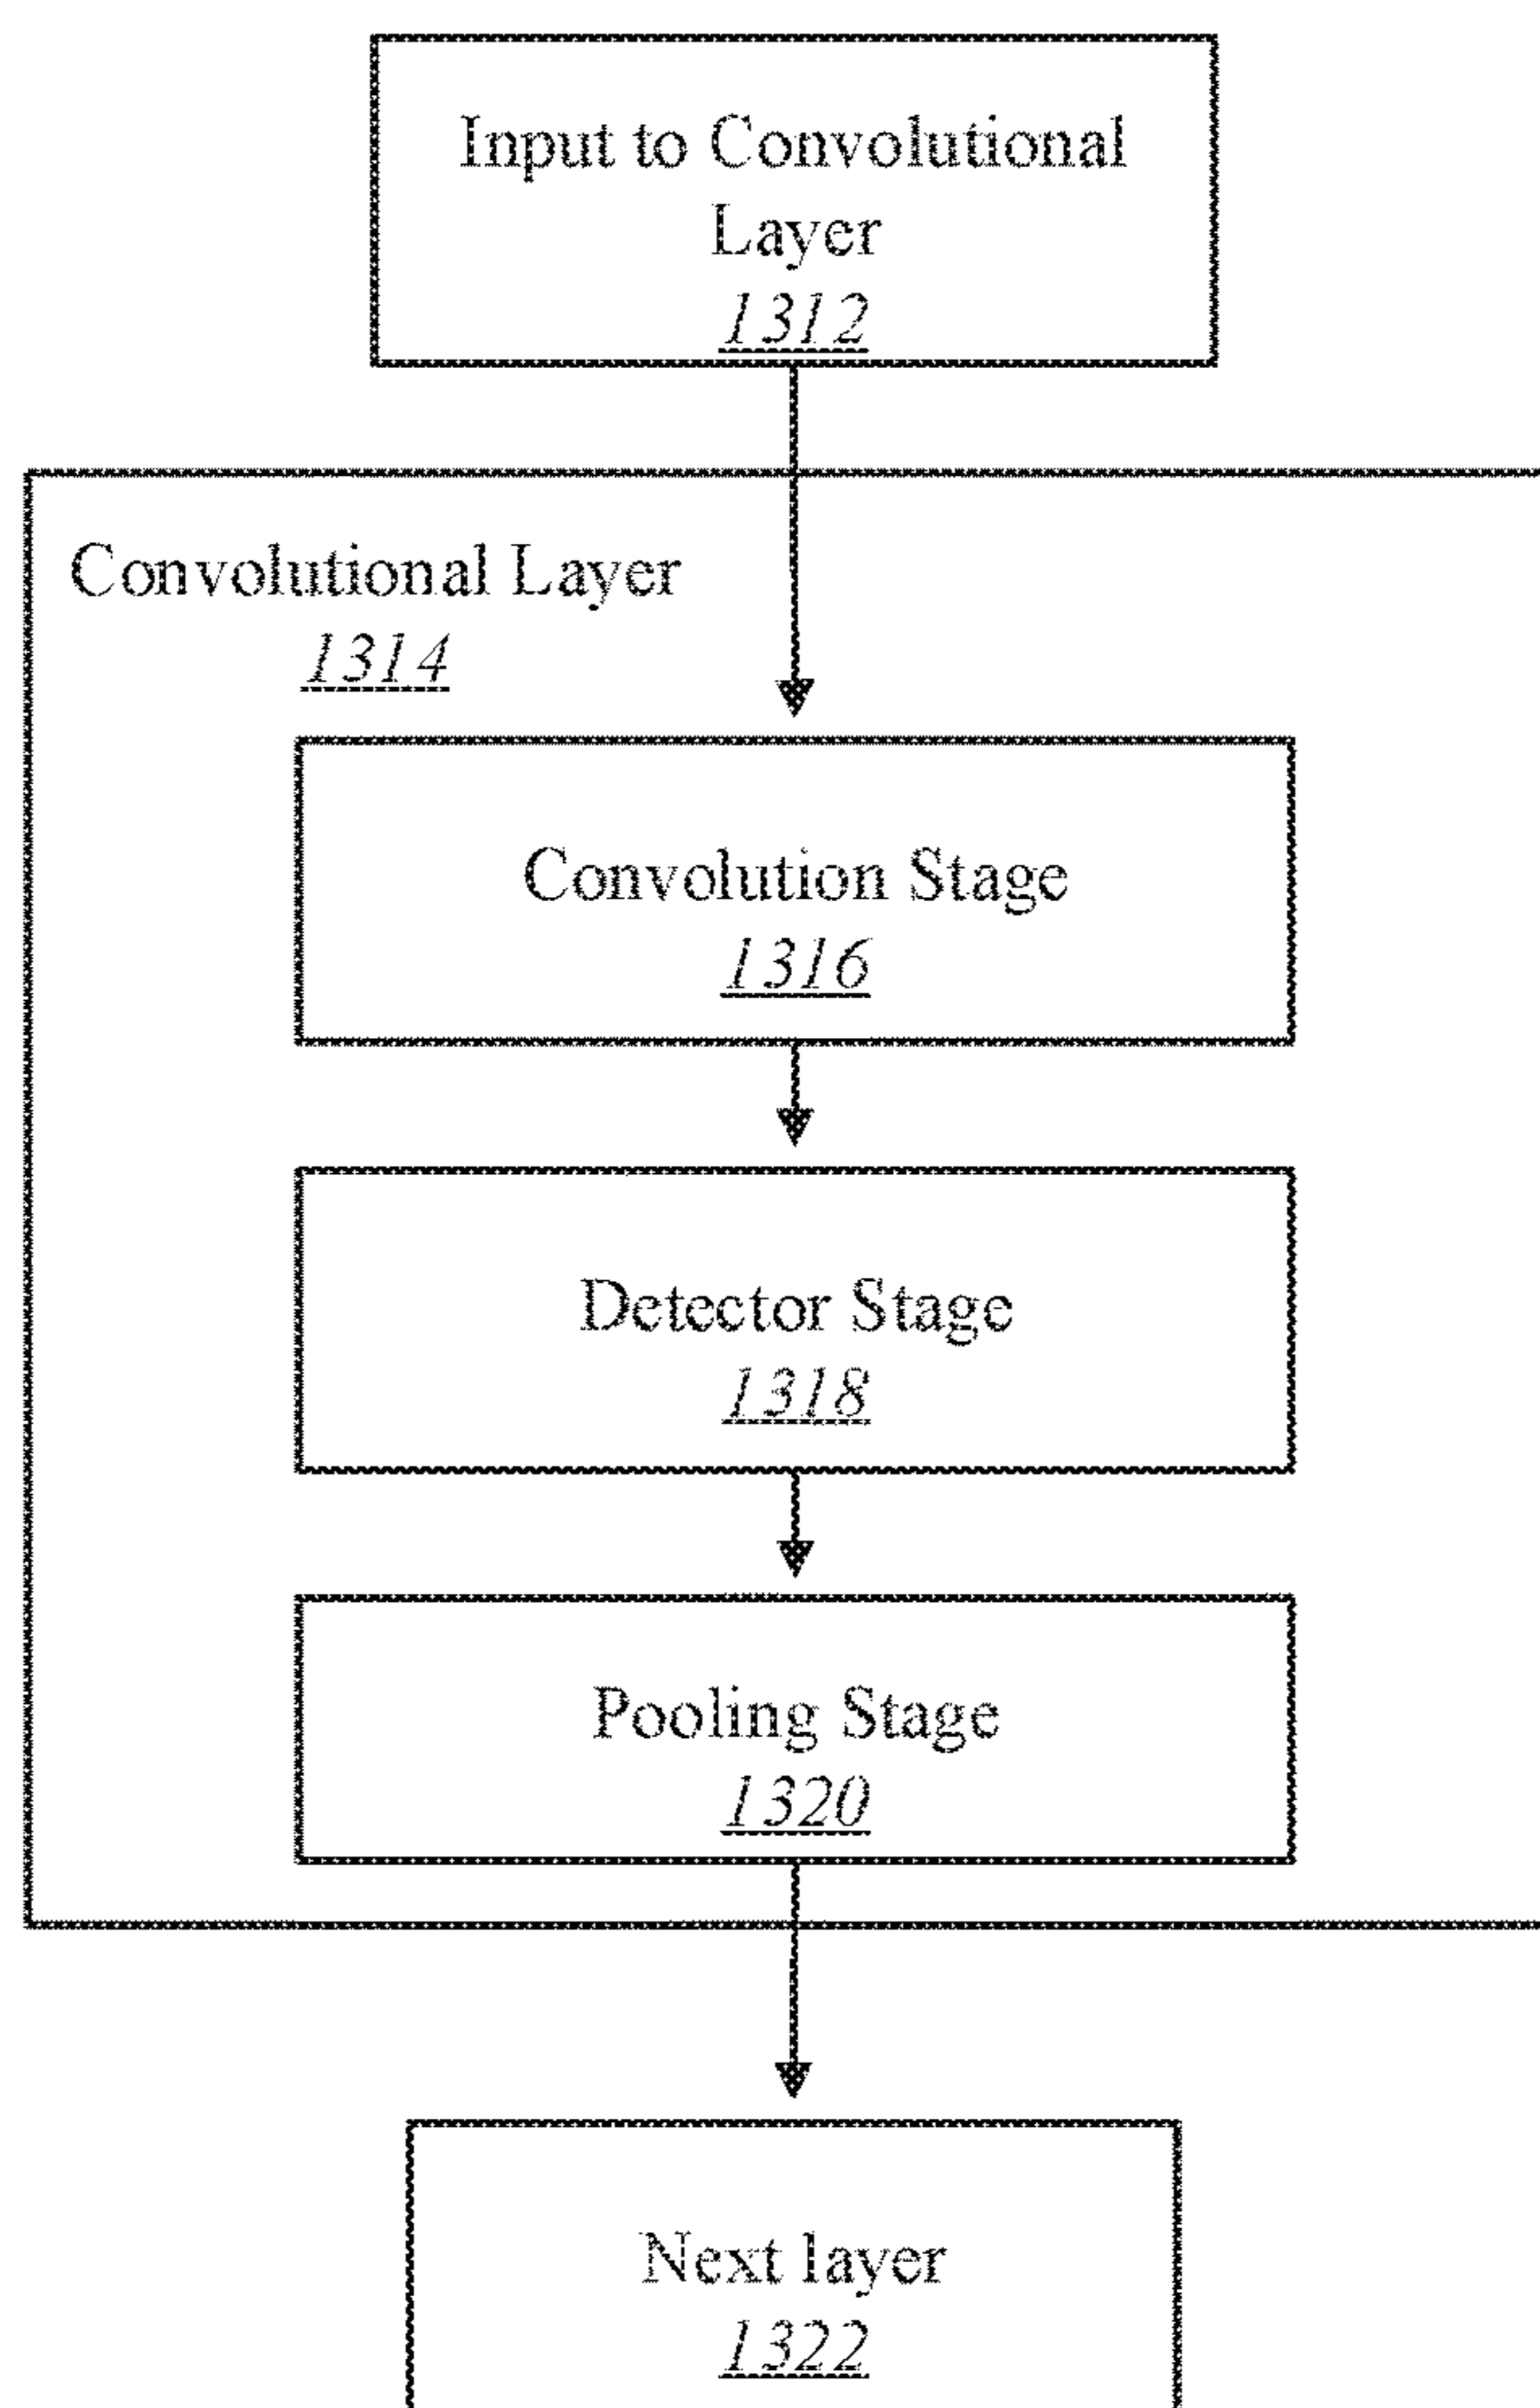 Input to Convolutional
Layer
1312
Convolutional Layer
1314
Convolution Stage
1316
Detector Stage
1318
Pooling Stage
1320
Next layer
1322